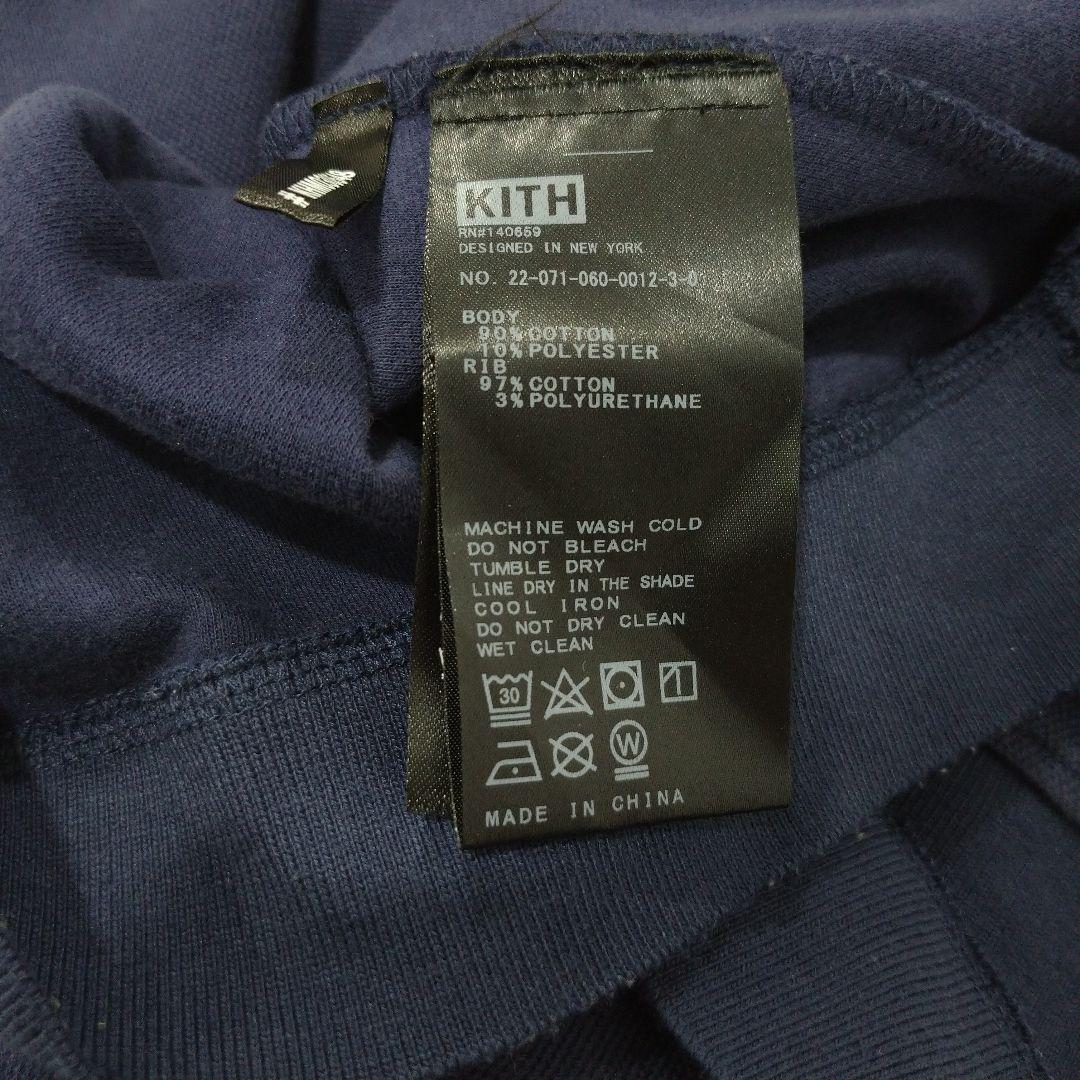 KITH
RN#140659
DESIGNED IN NEW YORK
NO. 22-071-060-0012-3-0
BODY
90% COTTON
10% POLYESTER
RIB
97% COTTON
3% POLYURETHANE
MACHINE WASH COLD
DO NOT BLEACH
TUMBLE DRY
LINE DRY IN THE SHADE
COOL IRON
DO NOT DRY CLEAN
WET CLEAN
30
W
MADE IN CHINA